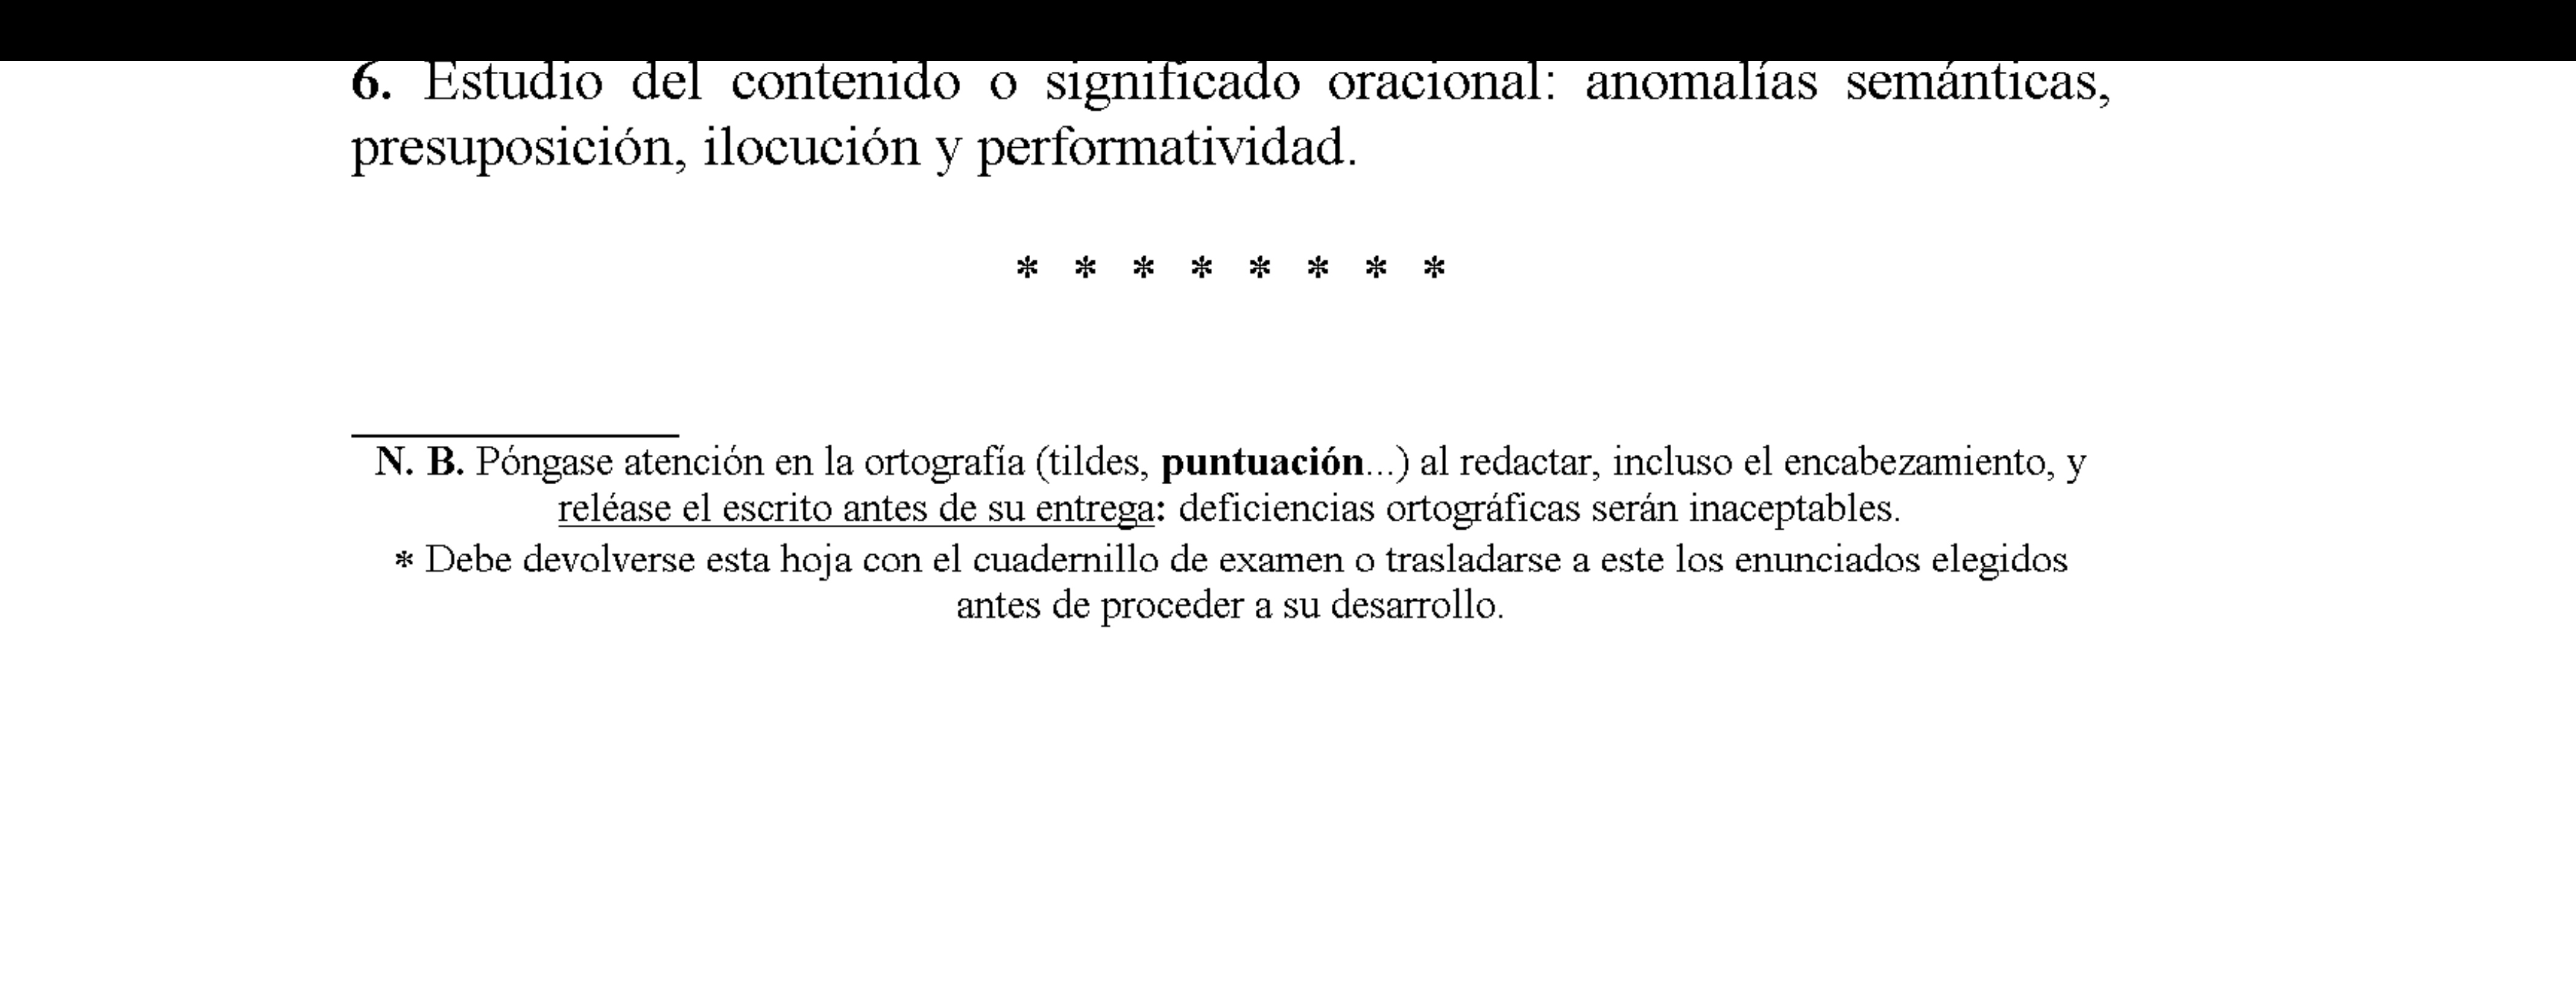 6. Estudio del contenido o significado oracional: anomalías semánticas,
presuposición, ilocución y performatividad.
* * * * * * * *
N. B. Póngase atención en la ortografía (tildes, puntuación...) al redactar, incluso el encabezamiento, y
reléase el escrito antes de su entrega: deficiencias ortográficas serán inaceptables.
* Debe devolverse esta hoja con el cuadernillo de examen o trasladarse a este los enunciados elegidos
antes de proceder a su desarrollo.